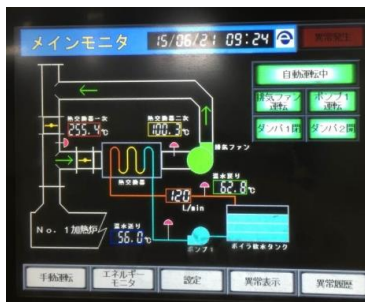 メインモニタ
15/06/21 09:24
異常発生
自動運転中
排気ファン
運転
ポンプ1
運転
ダンパ1開
ダンパ2閉
熱交換器一次
255.4℃
熱交換器二次
100.3℃
排気ファン
熱交換器
120
L/min
温水戻り
62.8℃
温水送り
56.0℃
No.1加熱炉
ポンプ1
ボイラ軟水タンク
手動運転
エネルギー
モニタ
設定
異常表示
異常履歴